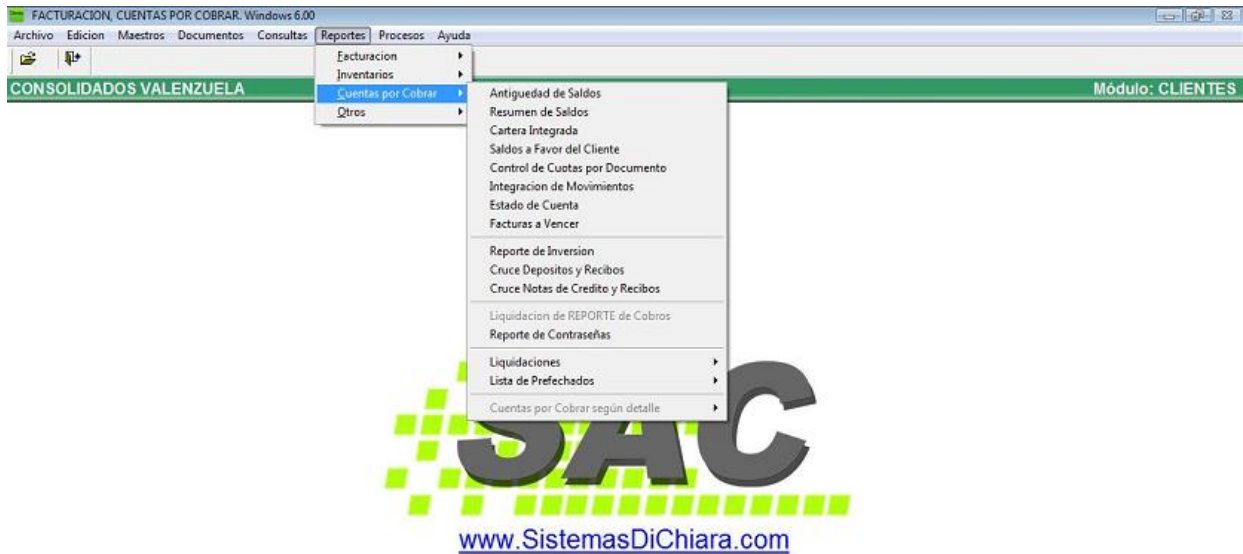 FACTURACION, CUENTAS POR COBRAR. Windows 6.00
Archivo Edicion Maestros Documentos Consultas Reportes Procesos Ayuda
Facturacion
Inventarios
CONSOLIDADOS VALENZUELA Cuentas por Cobrar Módulo: CLIENTES
Otros
Antiguedad de Saldos
Resumen de Saldos
Cartera Integrada
Saldos a Favor del Cliente
Control de Cuotas por Documento
Integracion de Movimientos
Estado de Cuenta
Facturas a Vencer
Reporte de Inversion
Cruce Depositos y Recibos
Cruce Notas de Credito y Recibos
Liquidacion de REPORTE de Cobros
Reporte de Contraseñas
Liquidaciones
Lista de Prefechados
Cuentas por Cobrar según detalle
SAC
www.SistemasDiChiara.com